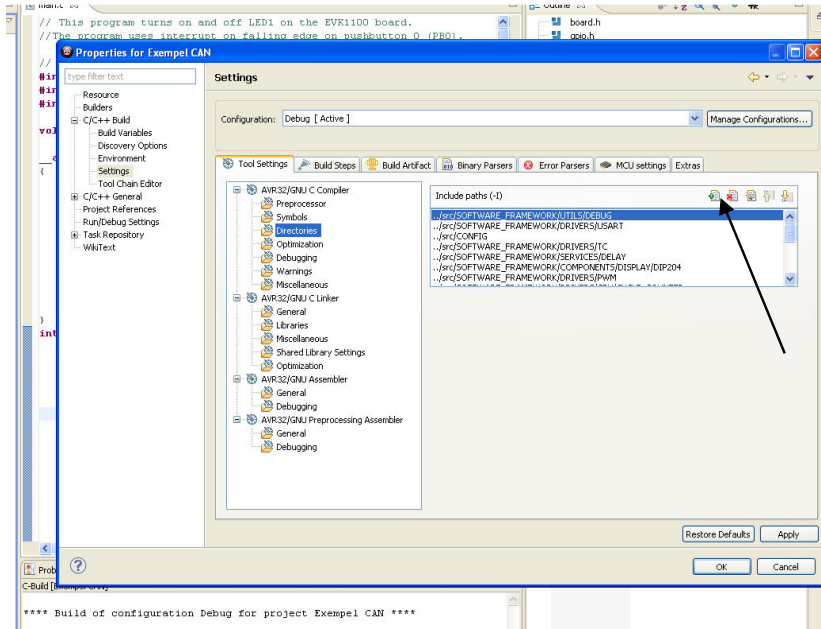 main.c
Outline
// This program turns on and off LED1 on the EVK1100 board.
//The program uses interrupt on falling edge on pushbutton 0 (PB0).
//
board.h
gpio.h
Properties for Exempel CAN
type filter text
Resource
Builders
C/C++ Build
Build Variables
Discovery Options
Environment
Settings
Tool Chain Editor
C/C++ General
Project References
Run/Debug Settings
Task Repository
WikiText
Settings
Configuration: Debug [ Active ]
Manage Configurations...
Tool Settings Build Steps Build Artifact Binary Parsers Error Parsers MCU settings Extras
AVR32/GNU C Compiler
Preprocessor
Symbols
Directories
Optimization
Debugging
Warnings
Miscellaneous
AVR32/GNU C Linker
General
Libraries
Miscellaneous
Shared Library Settings
Optimization
AVR32/GNU Assembler
General
Debugging
AVR32/GNU Preprocessing Assembler
General
Debugging
Include paths (-I)
../src/SOFTWARE_FRAMEWORK/UTILS/DEBUG
../src/SOFTWARE_FRAMEWORK/DRIVERS/USART
../src/CONFIG
../src/SOFTWARE_FRAMEWORK/DRIVERS/TC
../src/SOFTWARE_FRAMEWORK/SERVICES/DELAY
../src/SOFTWARE_FRAMEWORK/COMPONENTS/DISPLAY/DIP204
../src/SOFTWARE_FRAMEWORK/DRIVERS/PWM
Restore Defaults Apply
OK Cancel
#in
#in
#in
vol
{
}
int
Prob
C-Build [Exempel CAN]
**** Build of configuration Debug for project Exempel CAN ****